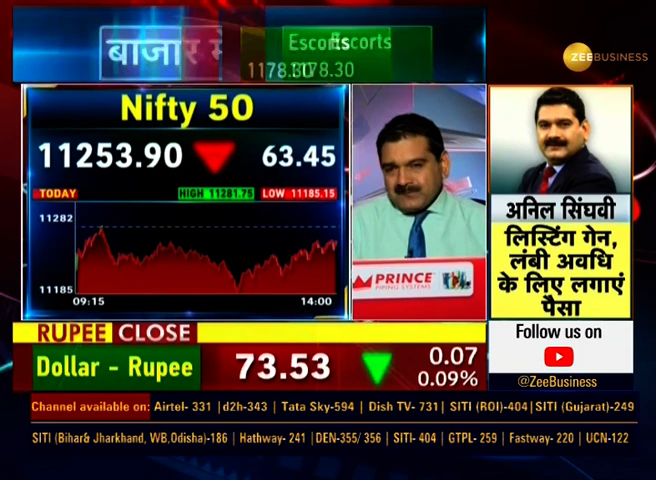 बाजार में
Escorts
1178.30
ZEE BUSINESS
Nifty 50
11253.90
63.45
TODAY
HIGH 11281.75
LOW 11185.15
11282
11185
09:15
14:00
PRINCE
PIPING SYSTEMS
अनिल सिंघवी
लिस्टिंग गेन,
लंबी अवधि
के लिए लगाएं
पैसा
RUPEE CLOSE
Dollar - Rupee
73.53
0.07
0.09%
Follow us on
@ZeeBusiness
Channel available on: Airtel- 331 | d2h-343 | Tata Sky-594 | Dish TV- 731 | SITI (ROI)-404 | SITI (Gujarat)-249
SITI (Bihar& Jharkhand, WB,Odisha)-186 | Hathway- 241 | DEN-355/ 356 | SITI- 404 | GTPL- 259 | Fastway- 220 | UCN-122